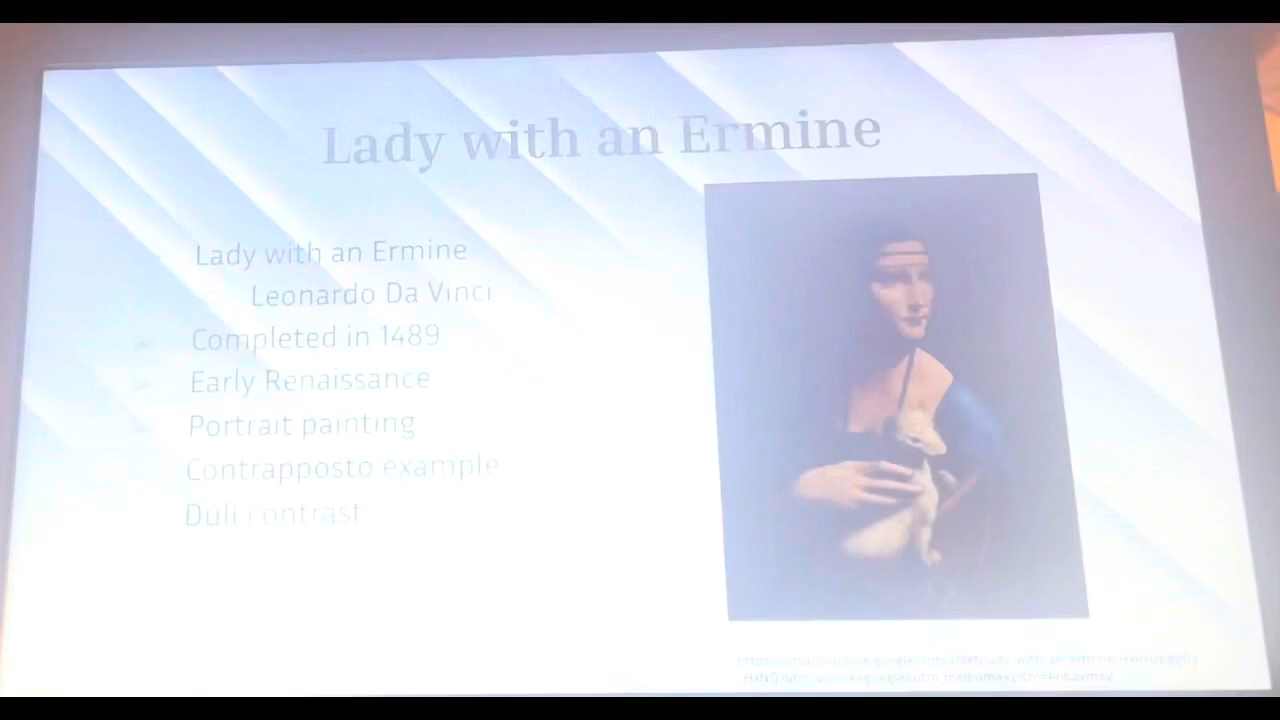 Lady with an Ermine
Lady with an Ermine
Leonardo Da Vinci
Completed in 1489
Early Renaissance
Portrait painting
Contrapposto example
Duli contrast